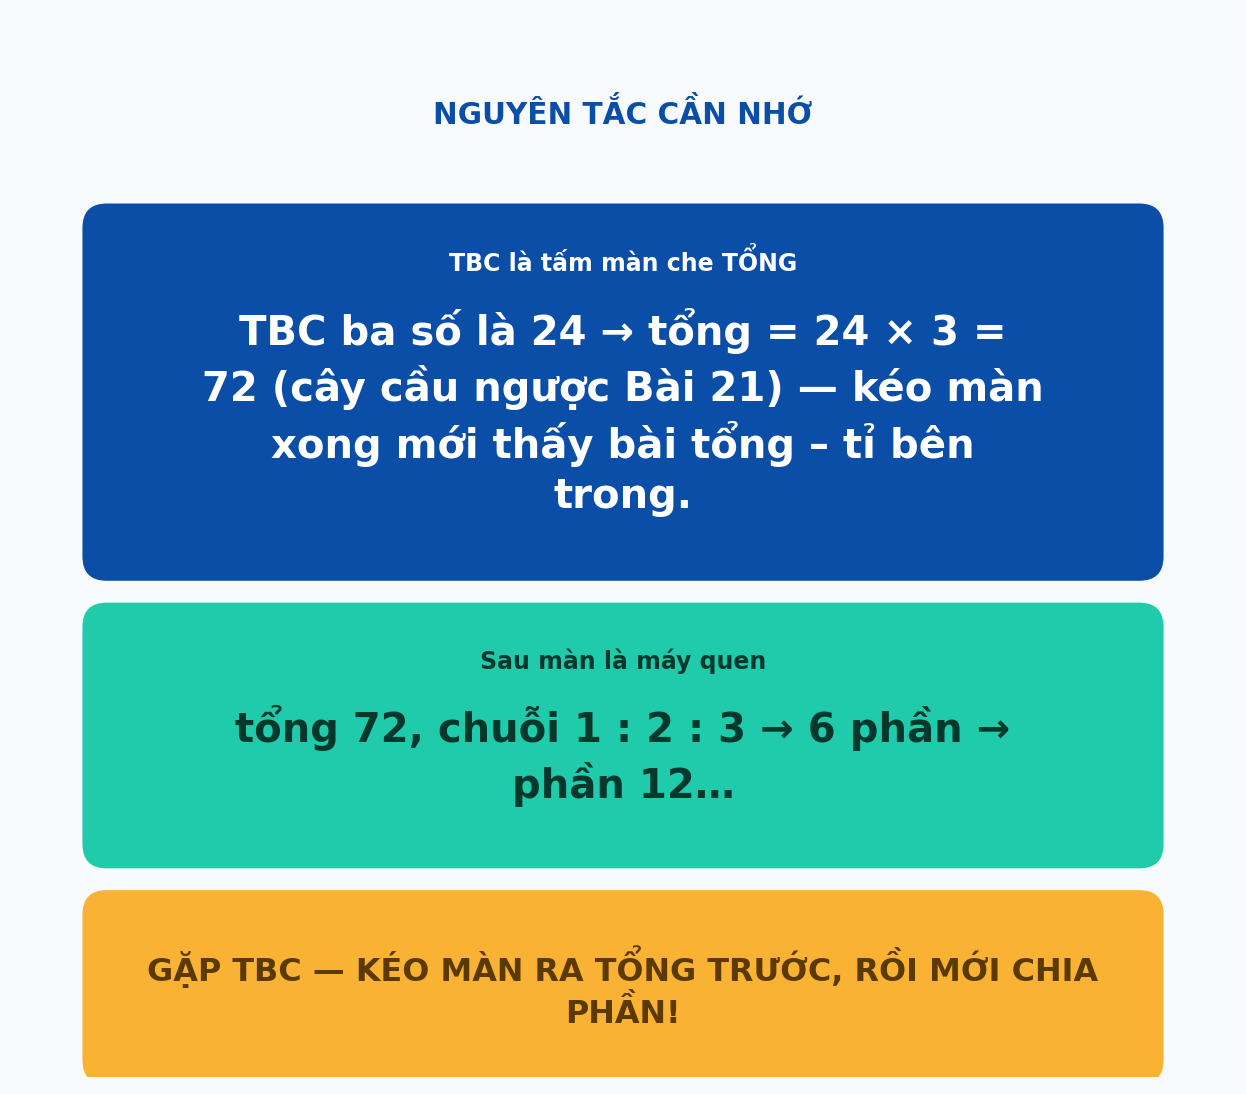 NGUYÊN TẮC CẦN NHỚ
TBC là tấm màn che TỔNG
TBC ba số là 24 → tổng = 24 × 3 =
72 (cây cầu ngược Bài 21) — kéo màn
xong mới thấy bài tổng – tỉ bên
trong.
Sau màn là máy quen
tổng 72, chuỗi 1 : 2 : 3 → 6 phần →
phần 12…
GẶP TBC — KÉO MÀN RA TỔNG TRƯỚC, RỒI MỚI CHIA
PHẦN!